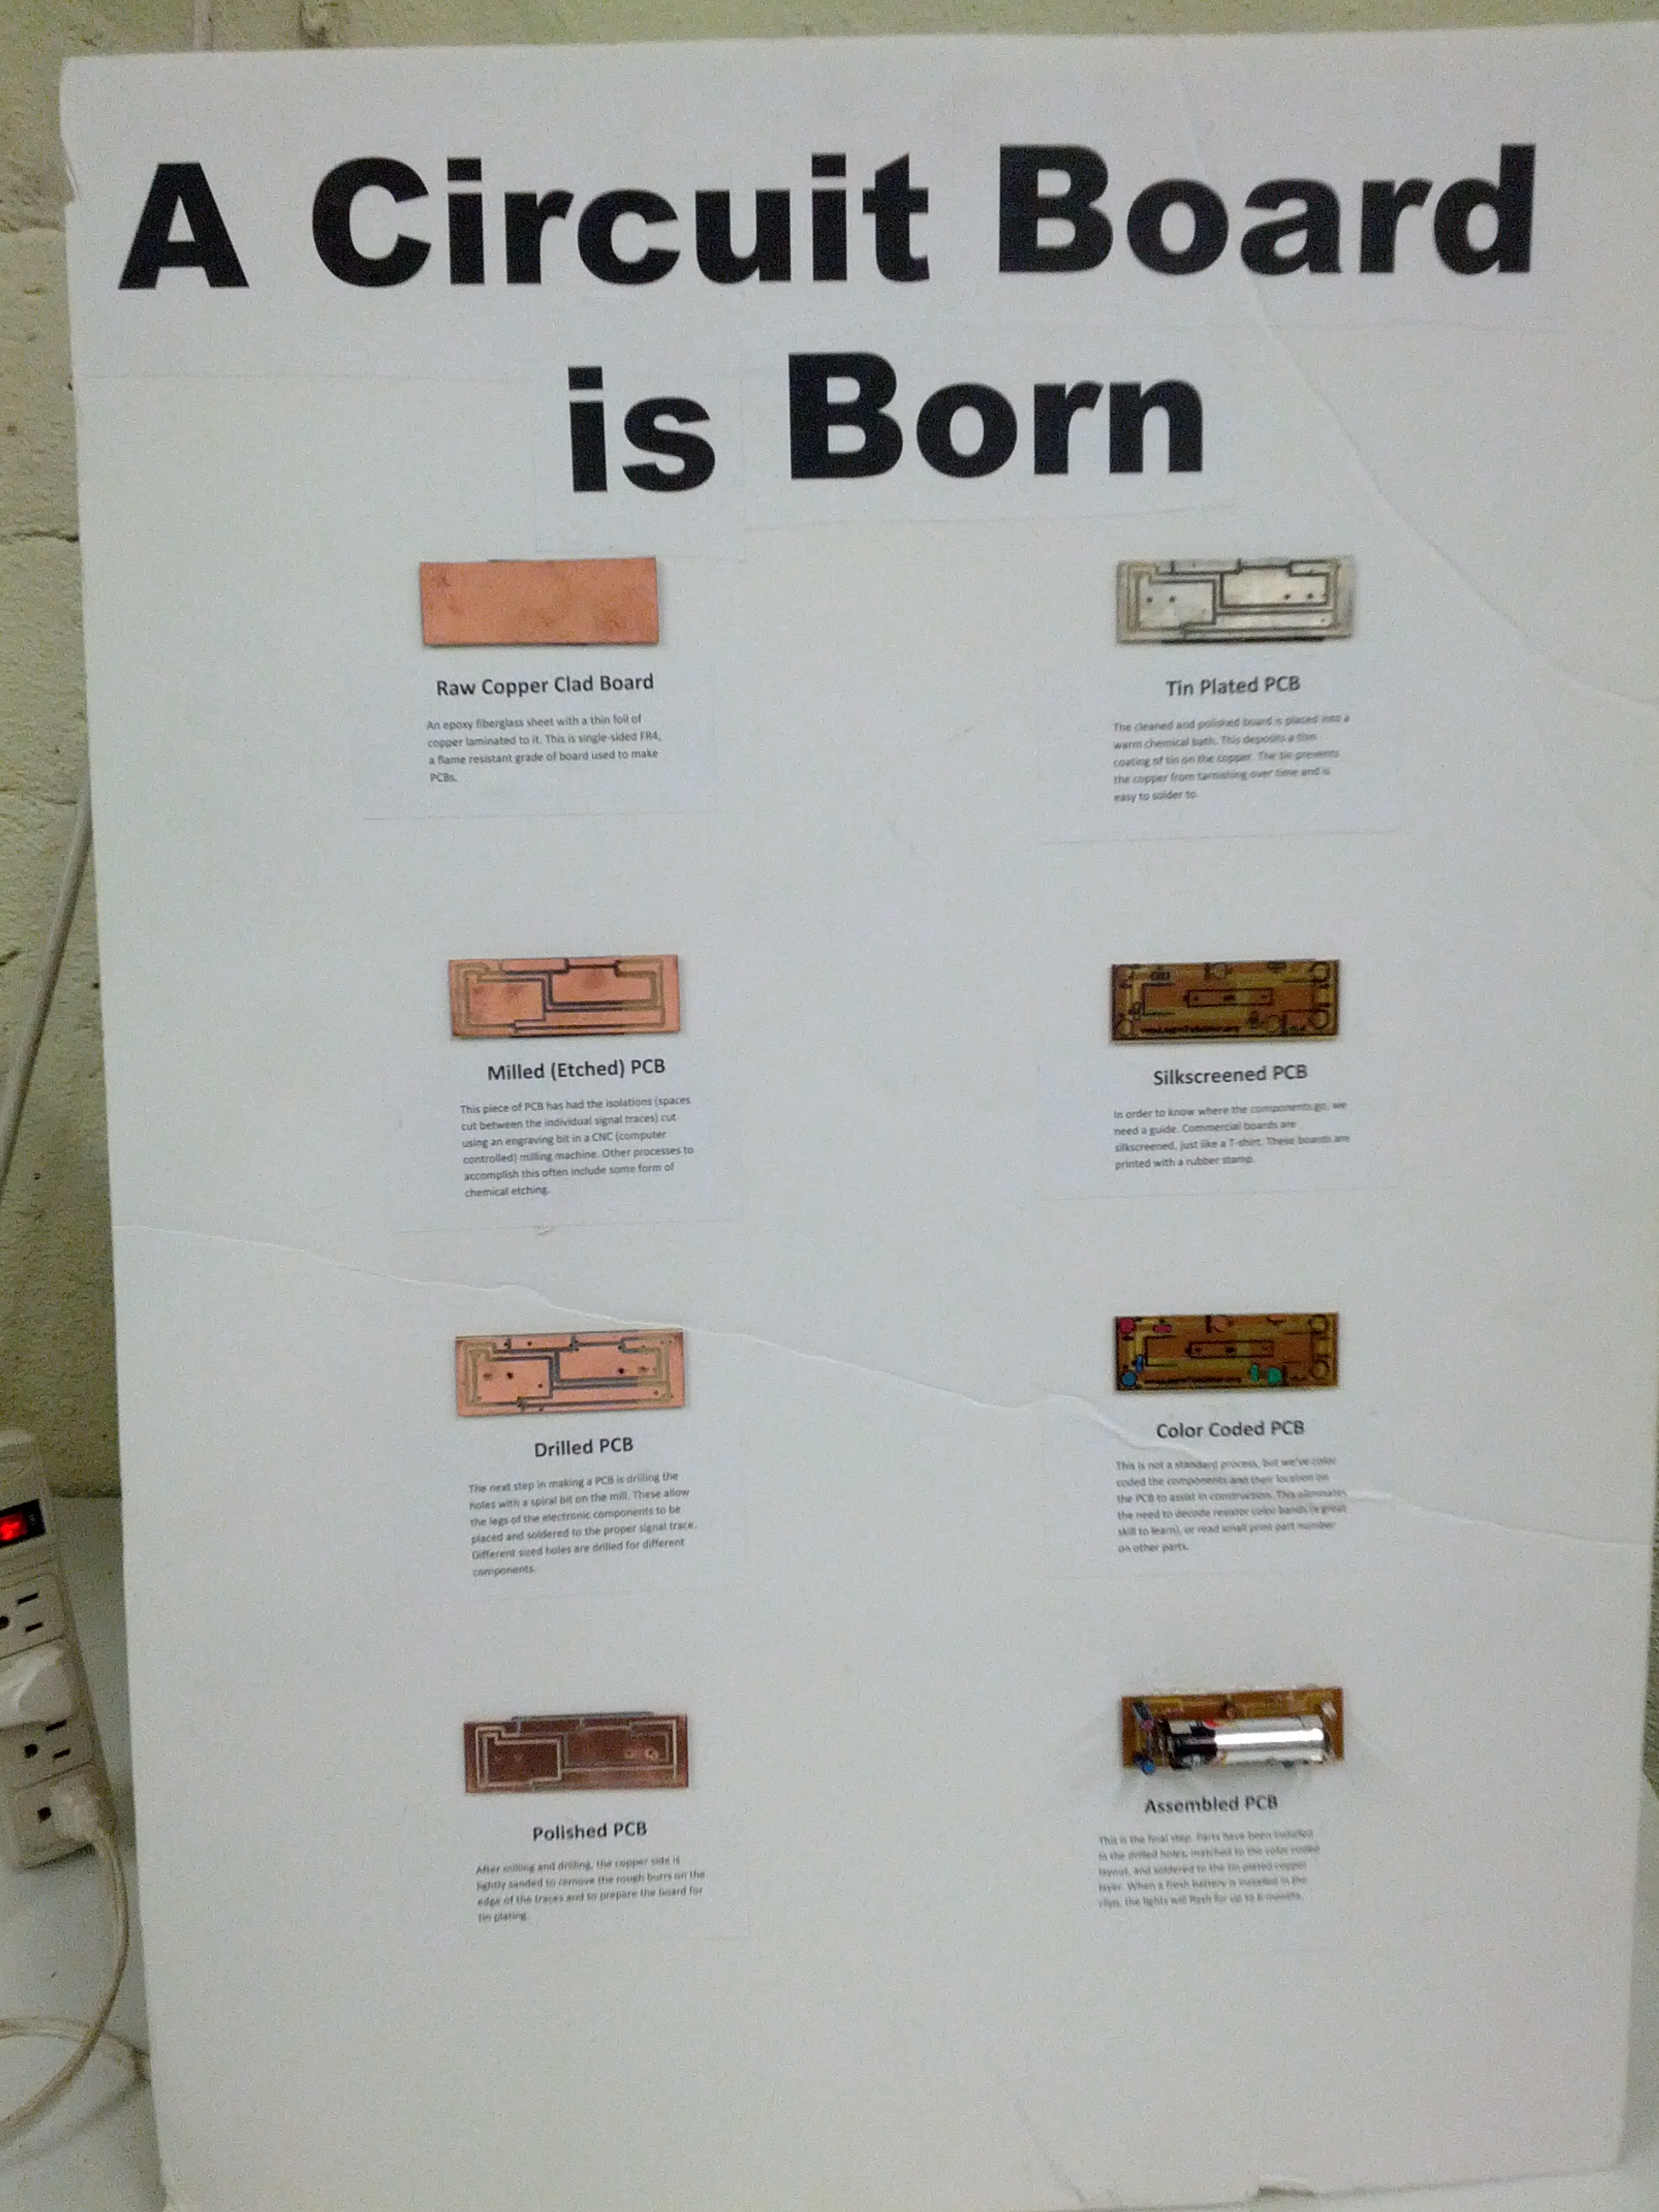 A Circuit Board
is Born
Raw Copper Clad Board
An epoxy fiberglass sheet with a thin foil of
copper laminated to it. This is single-sided FR4,
a flame resistant grade of board used to make
PCBs.
Milled (Etched) PCB
This piece of PCB has had the isolations (spaces
cut between the individual signal traces) cut
using an engraving bit in a CNC (computer
controlled) milling machine. Other processes to
accomplish this often include some form of
chemical etching.
Drilled PCB
The next step in making a PCB is drilling the
holes with a spiral bit on the mill. These allow
the legs of the electronic components to be
placed and soldered to the proper signal trace.
Different sized holes are drilled for different
components.
Polished PCB
After milling and drilling, the copper side is
lightly sanded to remove the rough burrs on the
edge of the traces and to prepare the board for
tin plating.
Tin Plated PCB
The cleaned and polished board is placed into a
warm chemical bath. This deposits a thin
coating of tin on the copper. The tin prevents
the copper from tarnishing over time and is
easy to solder to.
Silkscreened PCB
In order to know where the components go, we
need a guide. Commercial boards are
silkscreened, just like a T-shirt. These boards are
printed with a rubber stamp.
Color Coded PCB
This is not a standard process, but we've color
coded the components and their location on
the PCB to assist in construction. This eliminates
the need to decode resistor color bands (a great
skill to learn), or read small print part number
on other parts.
Assembled PCB
This is the final step. Parts have been installed
in the drilled holes, matched to the color coded
layout, and soldered to the tin plated copper
layer. When a fresh battery is installed in the
clips, the lights will flash for up to months.